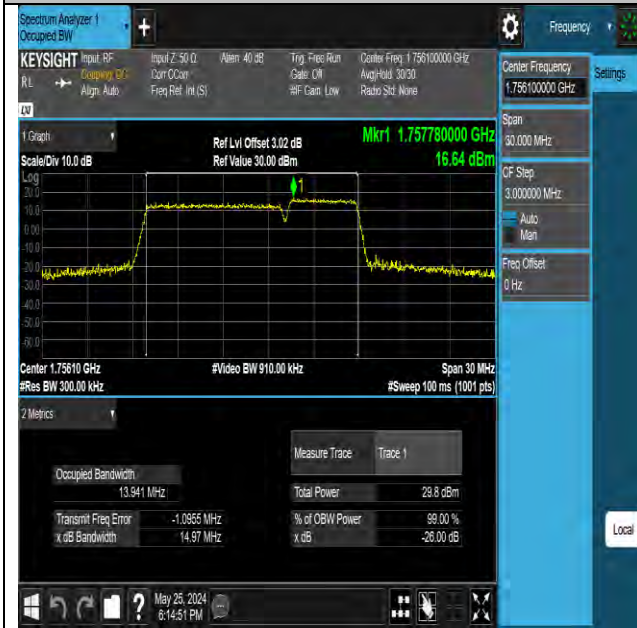 Spectrum Analyzer 1
Occupied BW
Frequency
KEYSIGHT Input: RF Input Z: 50 Ω Atten: 40 dB Trig: Free Run Center Freq: 1.756100000 GHz
RL Coupling: DC Corr CCorr Gate: Off Avg|Hold: 30/30
Align: Auto Freq Ref: Int (S) #IF Gain: Low Radio Std: None
LXI
Center Frequency
1.756100000 GHz
Settings
Span
CF Step
3.000000 MHz
Auto
Man
Freq Offset
0 Hz
1 Graph
Ref Lvl Offset 3.02 dB
Mkr1 1.757780000 GHz
Scale/Div 10.0 dB
Ref Value 30.00 dBm
16.64 dBm
Log
20.0
10.0
0.00
-10.0
-20.0
-30.0
-40.0
-50.0
1
Center 1.75610 GHz #Video BW 910.00 kHz Span 30 MHz
#Res BW 300.00 kHz #Sweep 100 ms (1001 pts)
2 Metrics
Measure Trace Trace 1
Occupied Bandwidth
13.941 MHz
Total Power 29.8 dBm
Transmit Freq Error -1.0955 MHz
% of OBW Power 99.00 %
x dB Bandwidth 14.97 MHz
x dB -26.00 dB
Local
May 25, 2024
6:14:51 PM